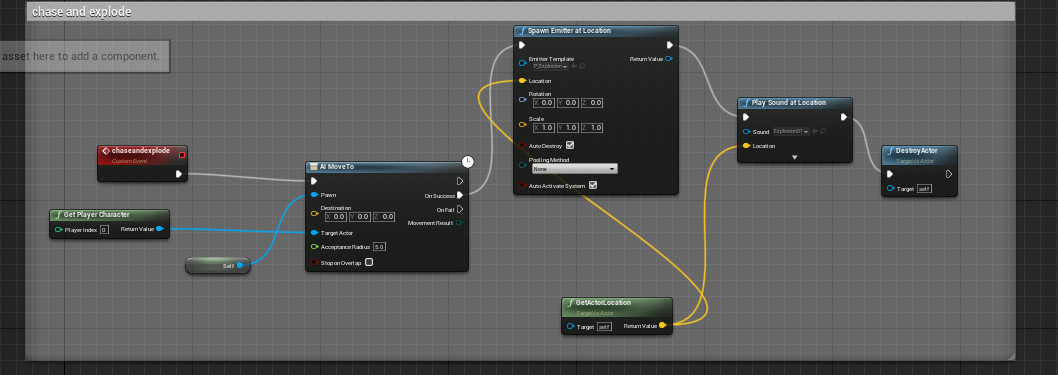 chase and explode
asset here to add a component.
chaseandexplode
Custom Event
Get Player Character
Player Index 0
Return Value
Self
AI MoveTo
Pawn
On Success
Destination
X 0.0 Y 0.0 Z 0.0
On Fail
Movement Result
Target Actor
Acceptance Radius 5.0
Stop on Overlap
Spawn Emitter at Location
Emitter Template
P_Explosion
Return Value
Location
Rotation
X 0.0 Y 0.0 Z 0.0
Scale
X 1.0 Y 1.0 Z 1.0
Auto Destroy
Pooling Method
None
Auto Activate System
GetActorLocation
Target is Actor
Target self
Return Value
Play Sound at Location
Sound Explosion01
Location
DestroyActor
Target is Actor
Target self